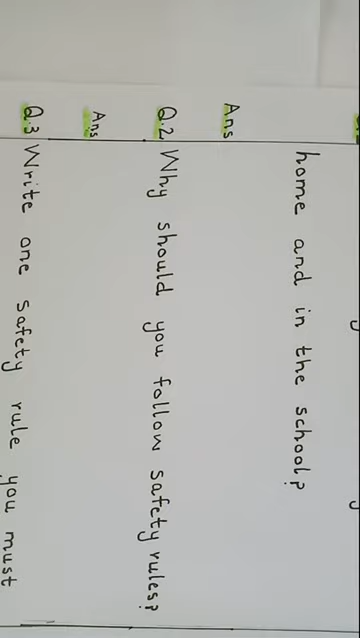 home and in the school?
Ans
Q.2 Why should you follow safety rules?
Ans
Q.3 Write one safety rule you must